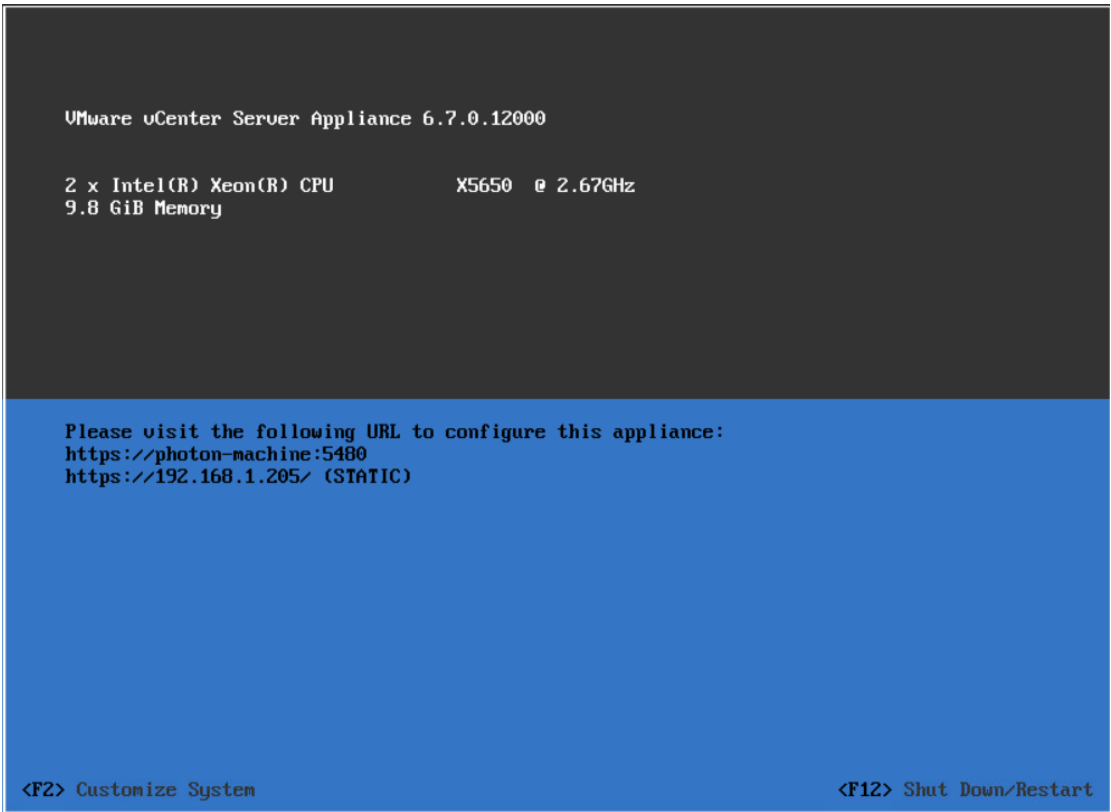 VMware vCenter Server Appliance 6.7.0.12000
2 x Intel(R) Xeon(R) CPU X5650 @ 2.67GHz
9.8 GiB Memory
Please visit the following URL to configure this appliance:
https://photon-machine:5480
https://192.168.1.205/ (STATIC)
<F2> Customize System
<F12> Shut Down/Restart